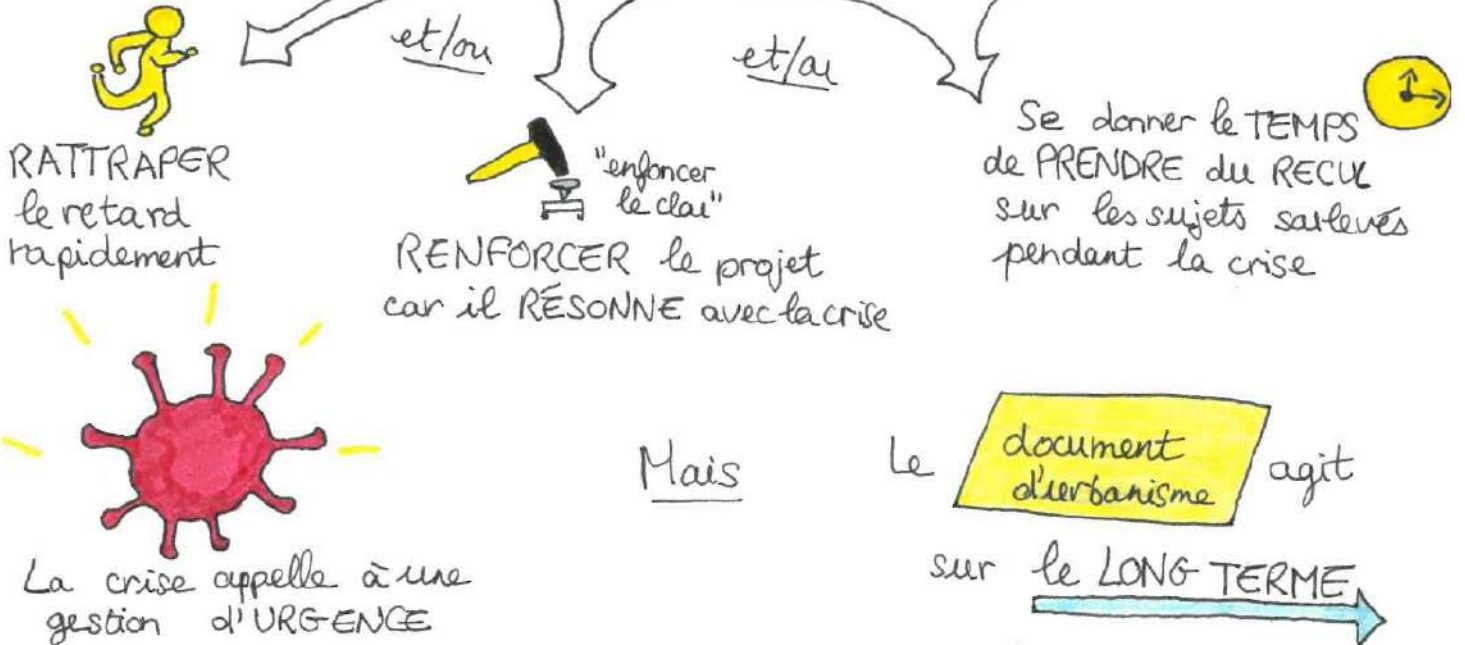 et/ou
et/ou
RATTRAPER
le retard
rapidement
"enfoncer
le clou"
RENFORCER le projet
car il RÉSONNE avec la crise
Se donner le TEMPS
de PRENDRE du RECUL
sur les sujets soulevés
pendant la crise
La crise appelle à une
gestion d'URGENCE
Mais
Le document
d'urbanisme agit
sur le LONG TERME